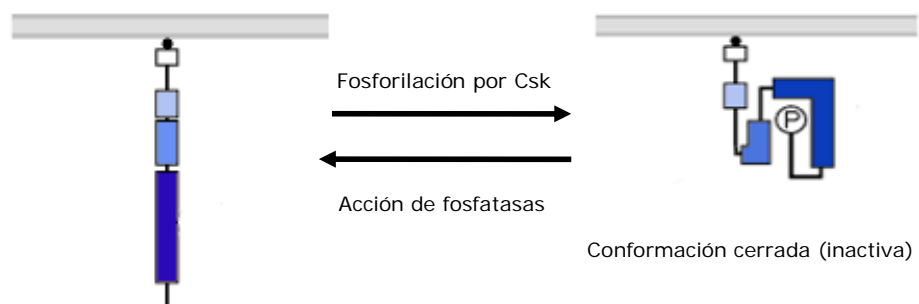 Fosforilación por Csk
P
Acción de fosfatasas
Conformación cerrada (inactiva)